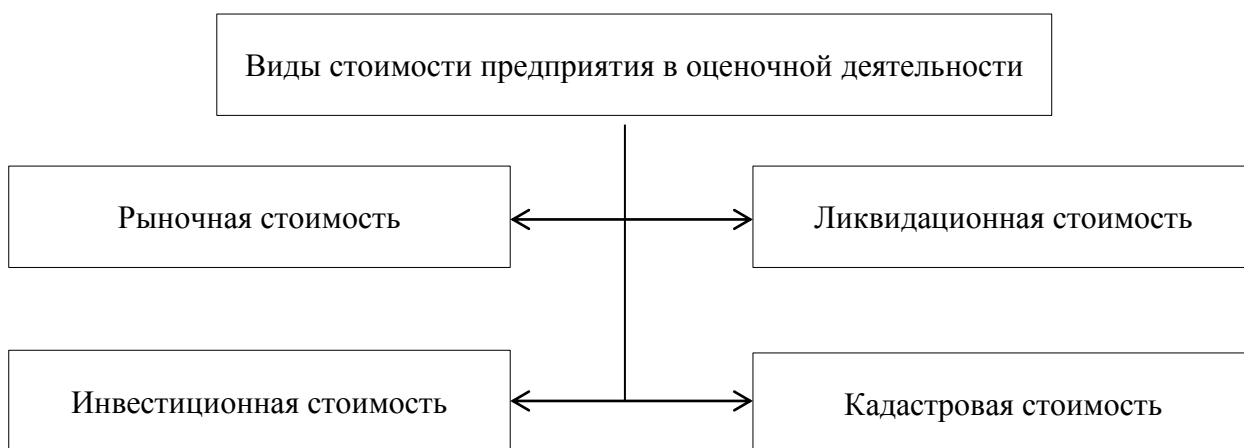 Виды стоимости предприятия в оценочной деятельности
Рыночная стоимость
Ликвидационная стоимость
Инвестиционная стоимость
Кадастровая стоимость